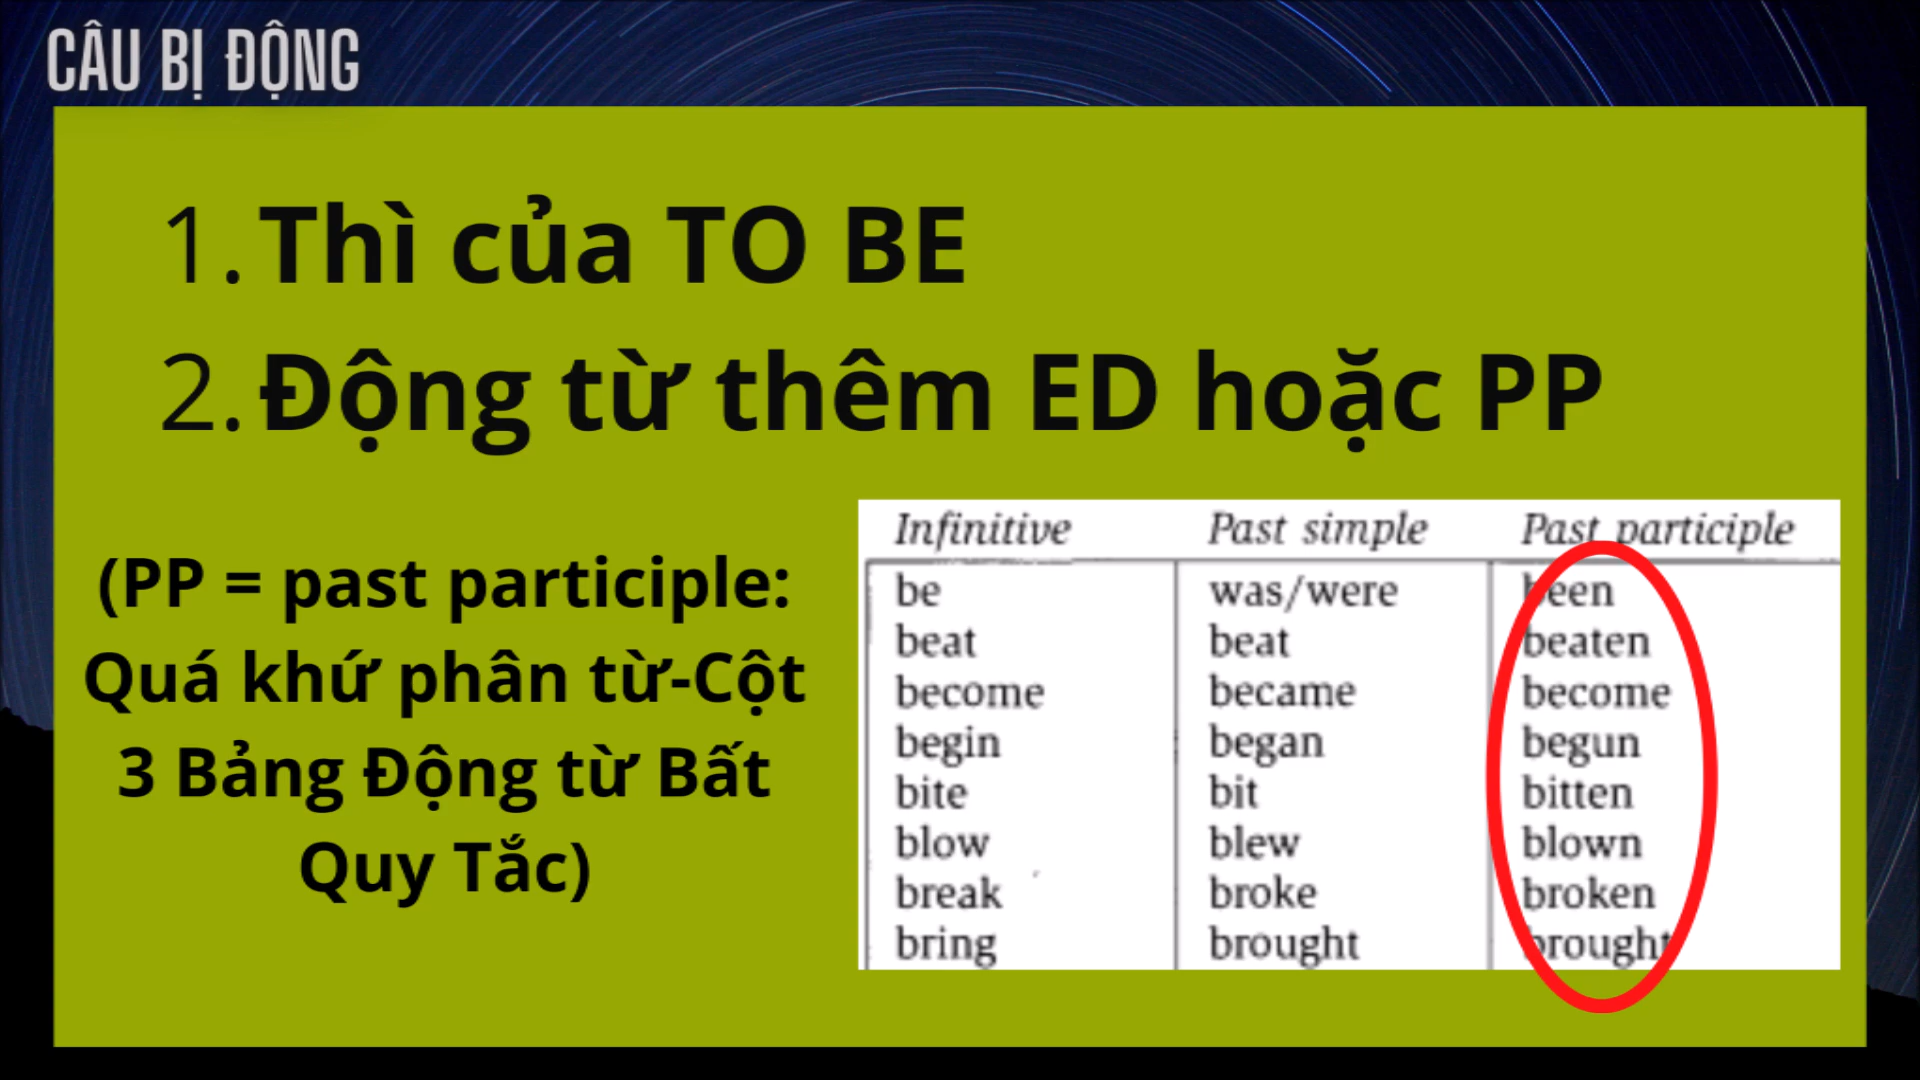 CÂU BỊ ĐỘNG
1. Thì của TO BE
2. Động từ thêm ED hoặc PP
(PP = past participle:
Quá khứ phân từ-Cột
3 Bảng Động từ Bất
Quy Tắc)
Infinitive Past simple Past participle
be was/were been
beat beat beaten
become became become
begin began begun
bite bit bitten
blow blew blown
break broke broken
bring brought brought